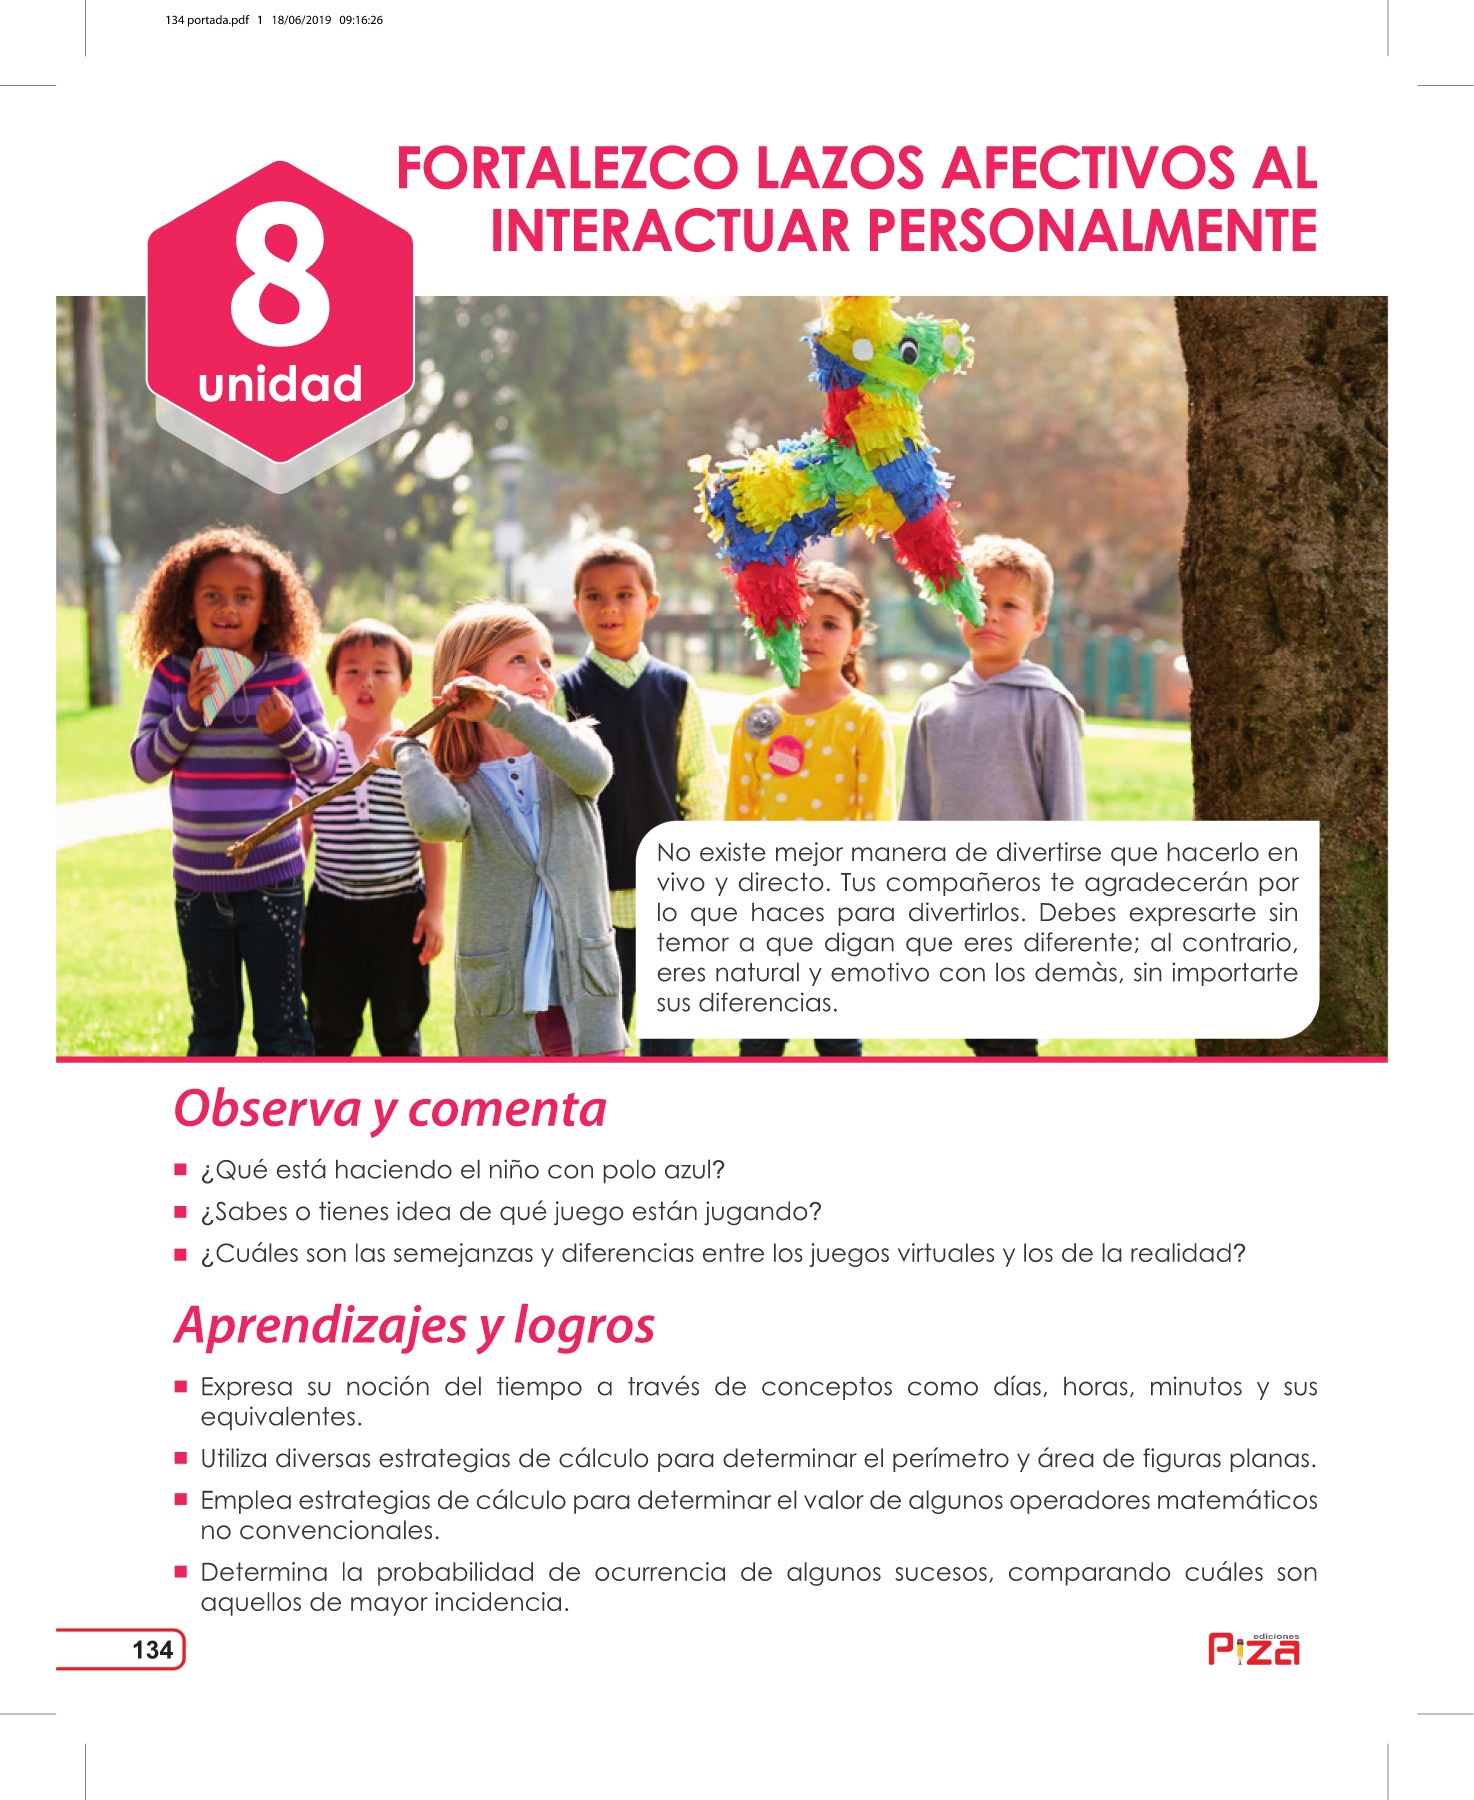 134 portada.pdf 1 18/06/2019 09:16:26
FORTALEZCO LAZOS AFECTIVOS AL
INTERACTUAR PERSONALMENTE
8
unidad
No existe mejor manera de divertirse que hacerlo en
vivo y directo. Tus compañeros te agradecerán por
lo que haces para divertirlos. Debes expresarte sin
temor a que digan que eres diferente; al contrario,
eres natural y emotivo con los demàs, sin importarte
sus diferencias.
Observa y comenta
¿Qué está haciendo el niño con polo azul?
¿Sabes o tienes idea de qué juego están jugando?
¿Cuáles son las semejanzas y diferencias entre los juegos virtuales y los de la realidad?
Aprendizajes y logros
Expresa su noción del tiempo a través de conceptos como días, horas, minutos y sus
equivalentes.
Utiliza diversas estrategias de cálculo para determinar el perímetro y área de figuras planas.
Emplea estrategias de cálculo para determinar el valor de algunos operadores matemáticos
no convencionales.
Determina la probabilidad de ocurrencia de algunos sucesos, comparando cuáles son
aquellos de mayor incidencia.
134
ediciones
Piza